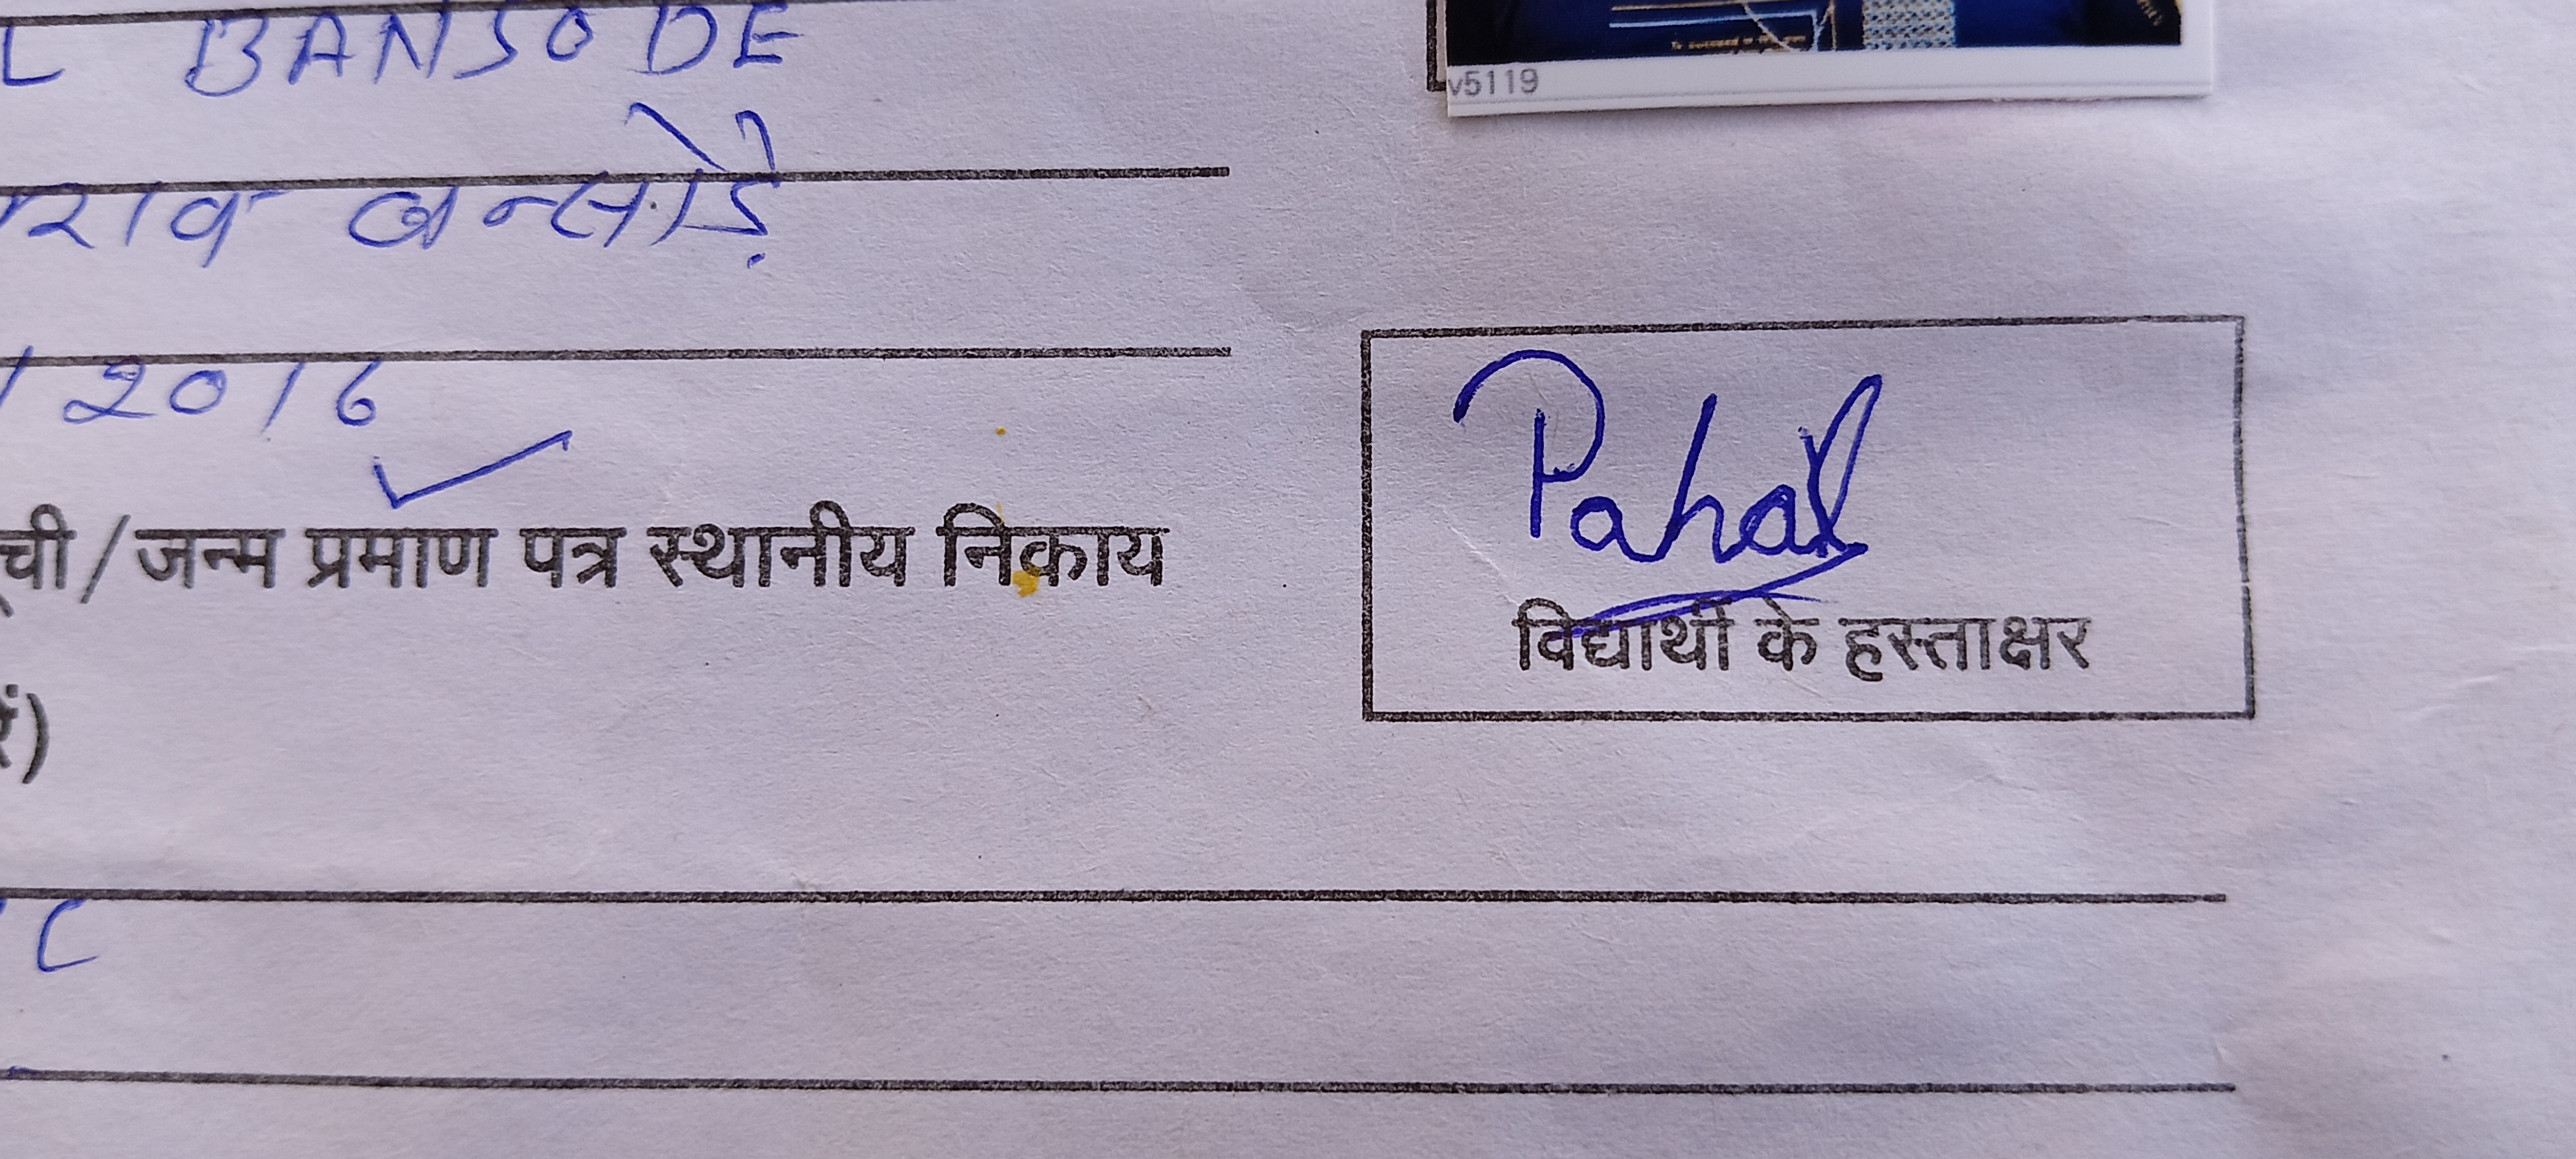 L BANSODE
v5119
राव बन्सोड़े
/ 2016
Pahal
ची/जन्म प्रमाण पत्र स्थानीय निकाय
विद्यार्थी के हस्ताक्षर
रें)
C